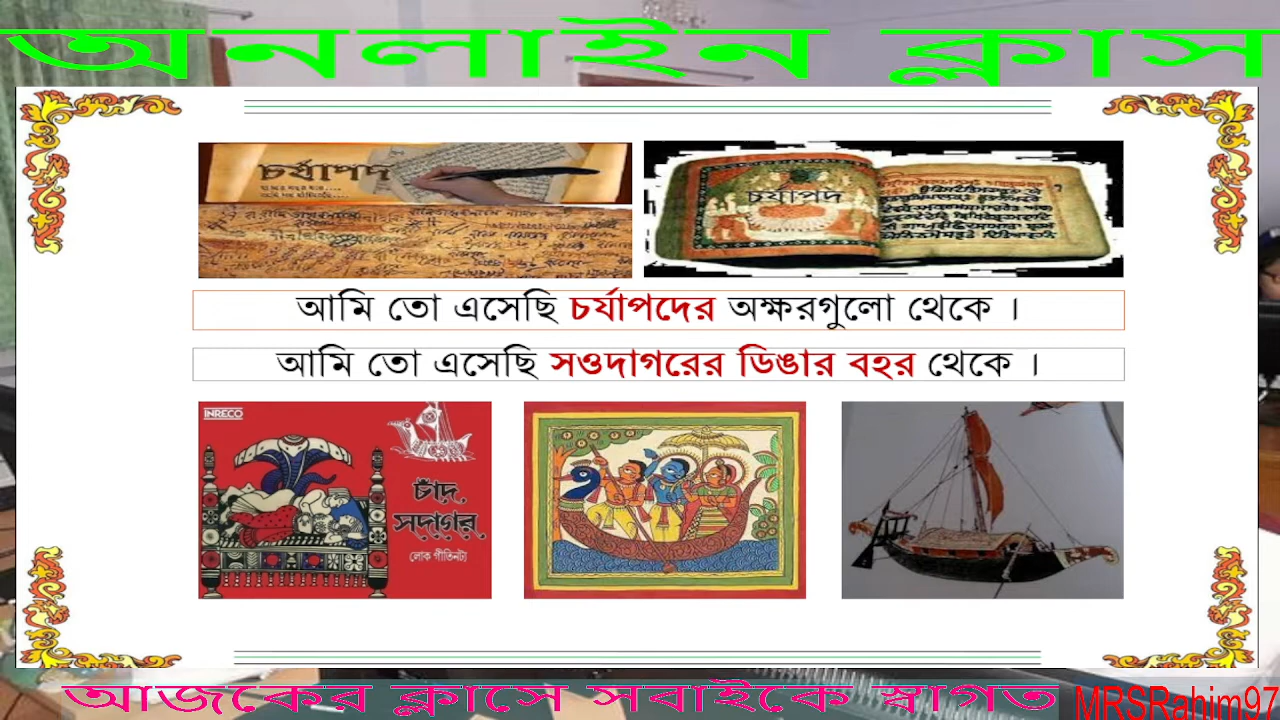 অনলাইন ক্লাস
চর্যাপদ
চর্যাপদ
আমি তো এসেছি চর্যাপদের অক্ষরগুলো থেকে ।
আমি তো এসেছি সওদাগরের ডিঙার বহর থেকে ।
INRECO
চাঁদ
সদাগর
লোক গীতিনাট্য
আজকের ক্লাসে সবাইকে স্বাগত
MRSRahim97